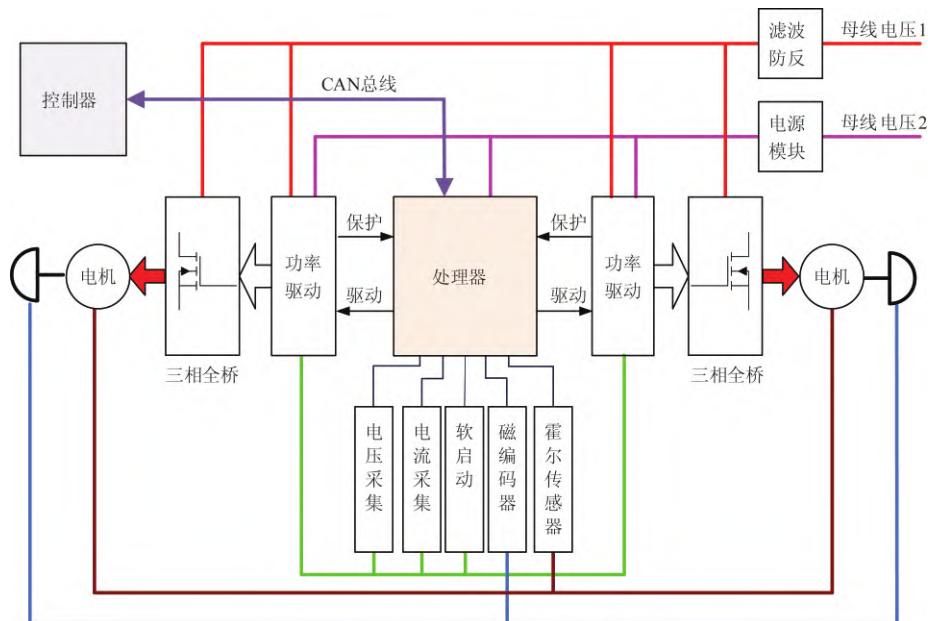 滤波
防反
母线电压1
控制器
CAN总线
电源
模块
母线电压2
保护
保护
电机
功率
驱动
处理器
功率
驱动
电机
驱动
驱动
三相全桥
三相全桥
电压采集
电流采集
软启动
磁编码器
霍尔传感器